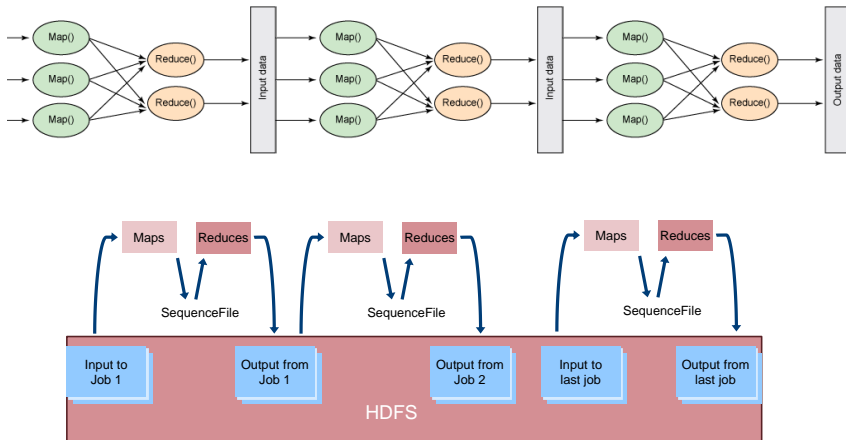 Map()
Map()
Map()
Reduce()
Reduce()
Input data
Map()
Map()
Map()
Reduce()
Reduce()
Input data
Map()
Map()
Map()
Reduce()
Reduce()
Output data
Maps
Reduces
SequenceFile
Maps
Reduces
SequenceFile
Maps
Reduces
SequenceFile
Input to
Job 1
Output from
Job 1
Output from
Job 2
Input to
last job
Output from
last job
HDFS